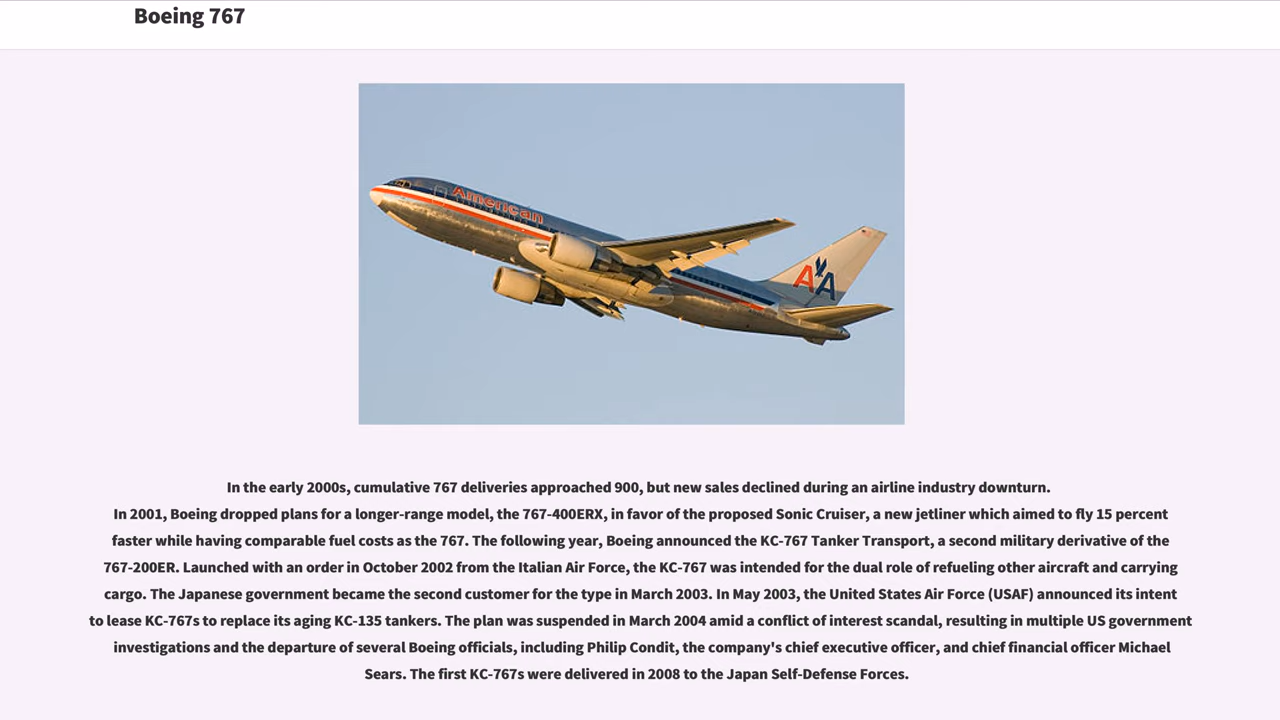 Boeing 767
American
AA
In the early 2000s, cumulative 767 deliveries approached 900, but new sales declined during an airline industry downturn.
In 2001, Boeing dropped plans for a longer-range model, the 767-400ERX, in favor of the proposed Sonic Cruiser, a new jetliner which aimed to fly 15 percent
faster while having comparable fuel costs as the 767. The following year, Boeing announced the KC-767 Tanker Transport, a second military derivative of the
767-200ER. Launched with an order in October 2002 from the Italian Air Force, the KC-767 was intended for the dual role of refueling other aircraft and carrying
cargo. The Japanese government became the second customer for the type in March 2003. In May 2003, the United States Air Force (USAF) announced its intent
to lease KC-767s to replace its aging KC-135 tankers. The plan was suspended in March 2004 amid a conflict of interest scandal, resulting in multiple US government
investigations and the departure of several Boeing officials, including Philip Condit, the company's chief executive officer, and chief financial officer Michael
Sears. The first KC-767s were delivered in 2008 to the Japan Self-Defense Forces.